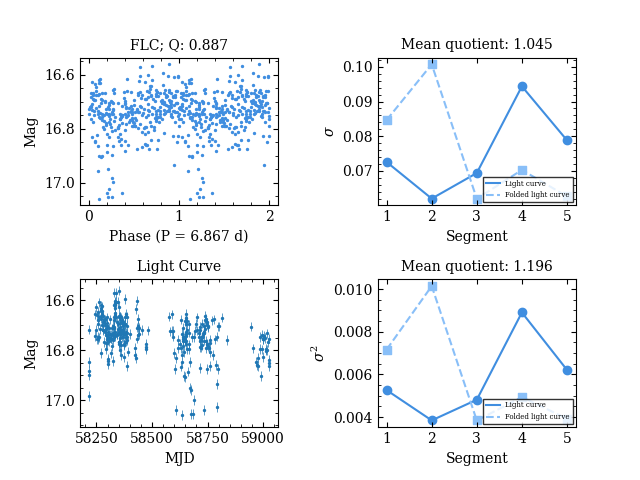 FLC; Q: 0.887
Mag
16.6
16.8
17.0
0
1
2
Phase (P = 6.867 d)
Mean quotient: 1.045
σ
0.10
0.09
0.08
0.07
Light curve
Folded light curve
1
2
3
4
5
Segment
Light Curve
Mag
16.6
16.8
17.0
58250
58500
58750
59000
MJD
Mean quotient: 1.196
σ²
0.010
0.008
0.006
0.004
Light curve
Folded light curve
1
2
3
4
5
Segment